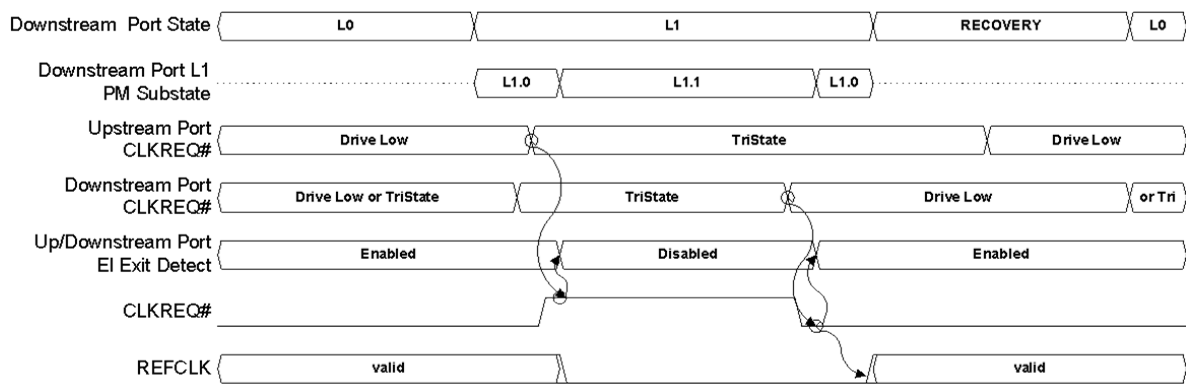 Downstream Port State
L0
L1
RECOVERY
L0
Downstream Port L1
PM Substate
L1.0
L1.1
L1.0
Upstream Port
CLKREQ#
Drive Low
TriState
Drive Low
Downstream Port
CLKREQ#
Drive Low or TriState
TriState
Drive Low
or Tri
Up/Downstream Port
EI Exit Detect
Enabled
Disabled
Enabled
CLKREQ#
REFCLK
valid
valid